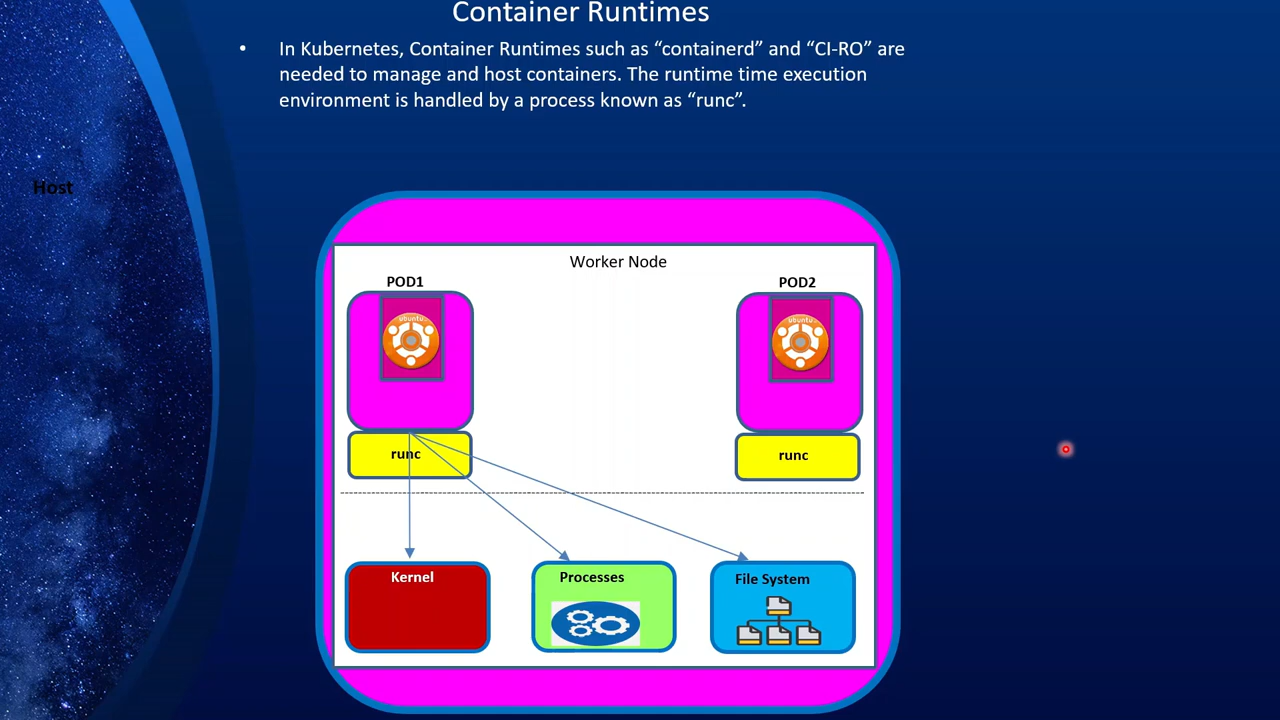 Container Runtimes
• In Kubernetes, Container Runtimes such as “containerd” and “CI-RO” are
needed to manage and host containers. The runtime time execution
environment is handled by a process known as “runc”.
Host
Worker Node
POD1
POD2
ubuntu
ubuntu
runc
runc
Kernel
Processes
File System